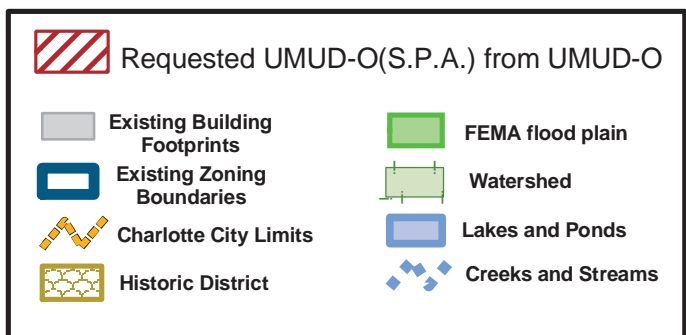 Requested UMUD-O(S.P.A.) from UMUD-O
Existing Building
Footprints
Existing Zoning
Boundaries
Charlotte City Limits
Historic District
FEMA flood plain
Watershed
Lakes and Ponds
Creeks and Streams